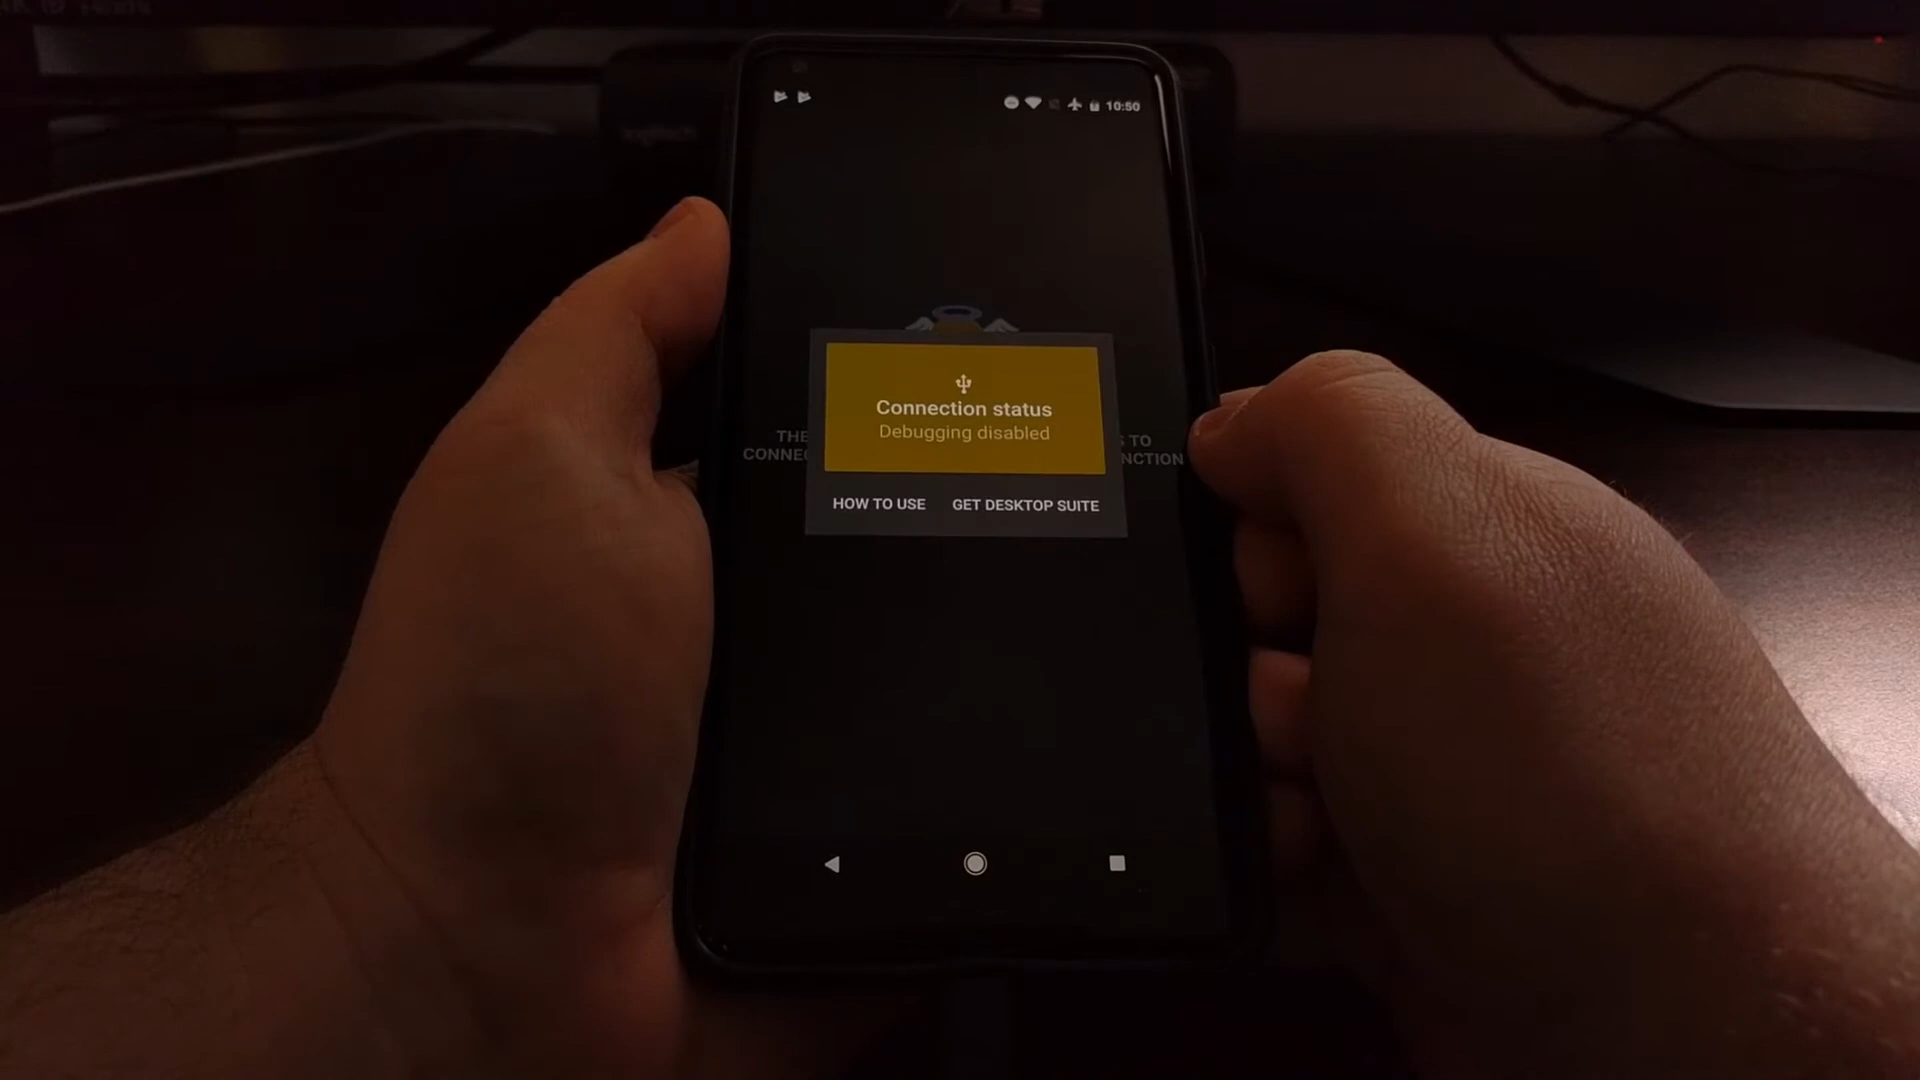 10:50
Connection status
Debugging disabled
THE
S TO
CONNEC
NCTION
HOW TO USE
GET DESKTOP SUITE